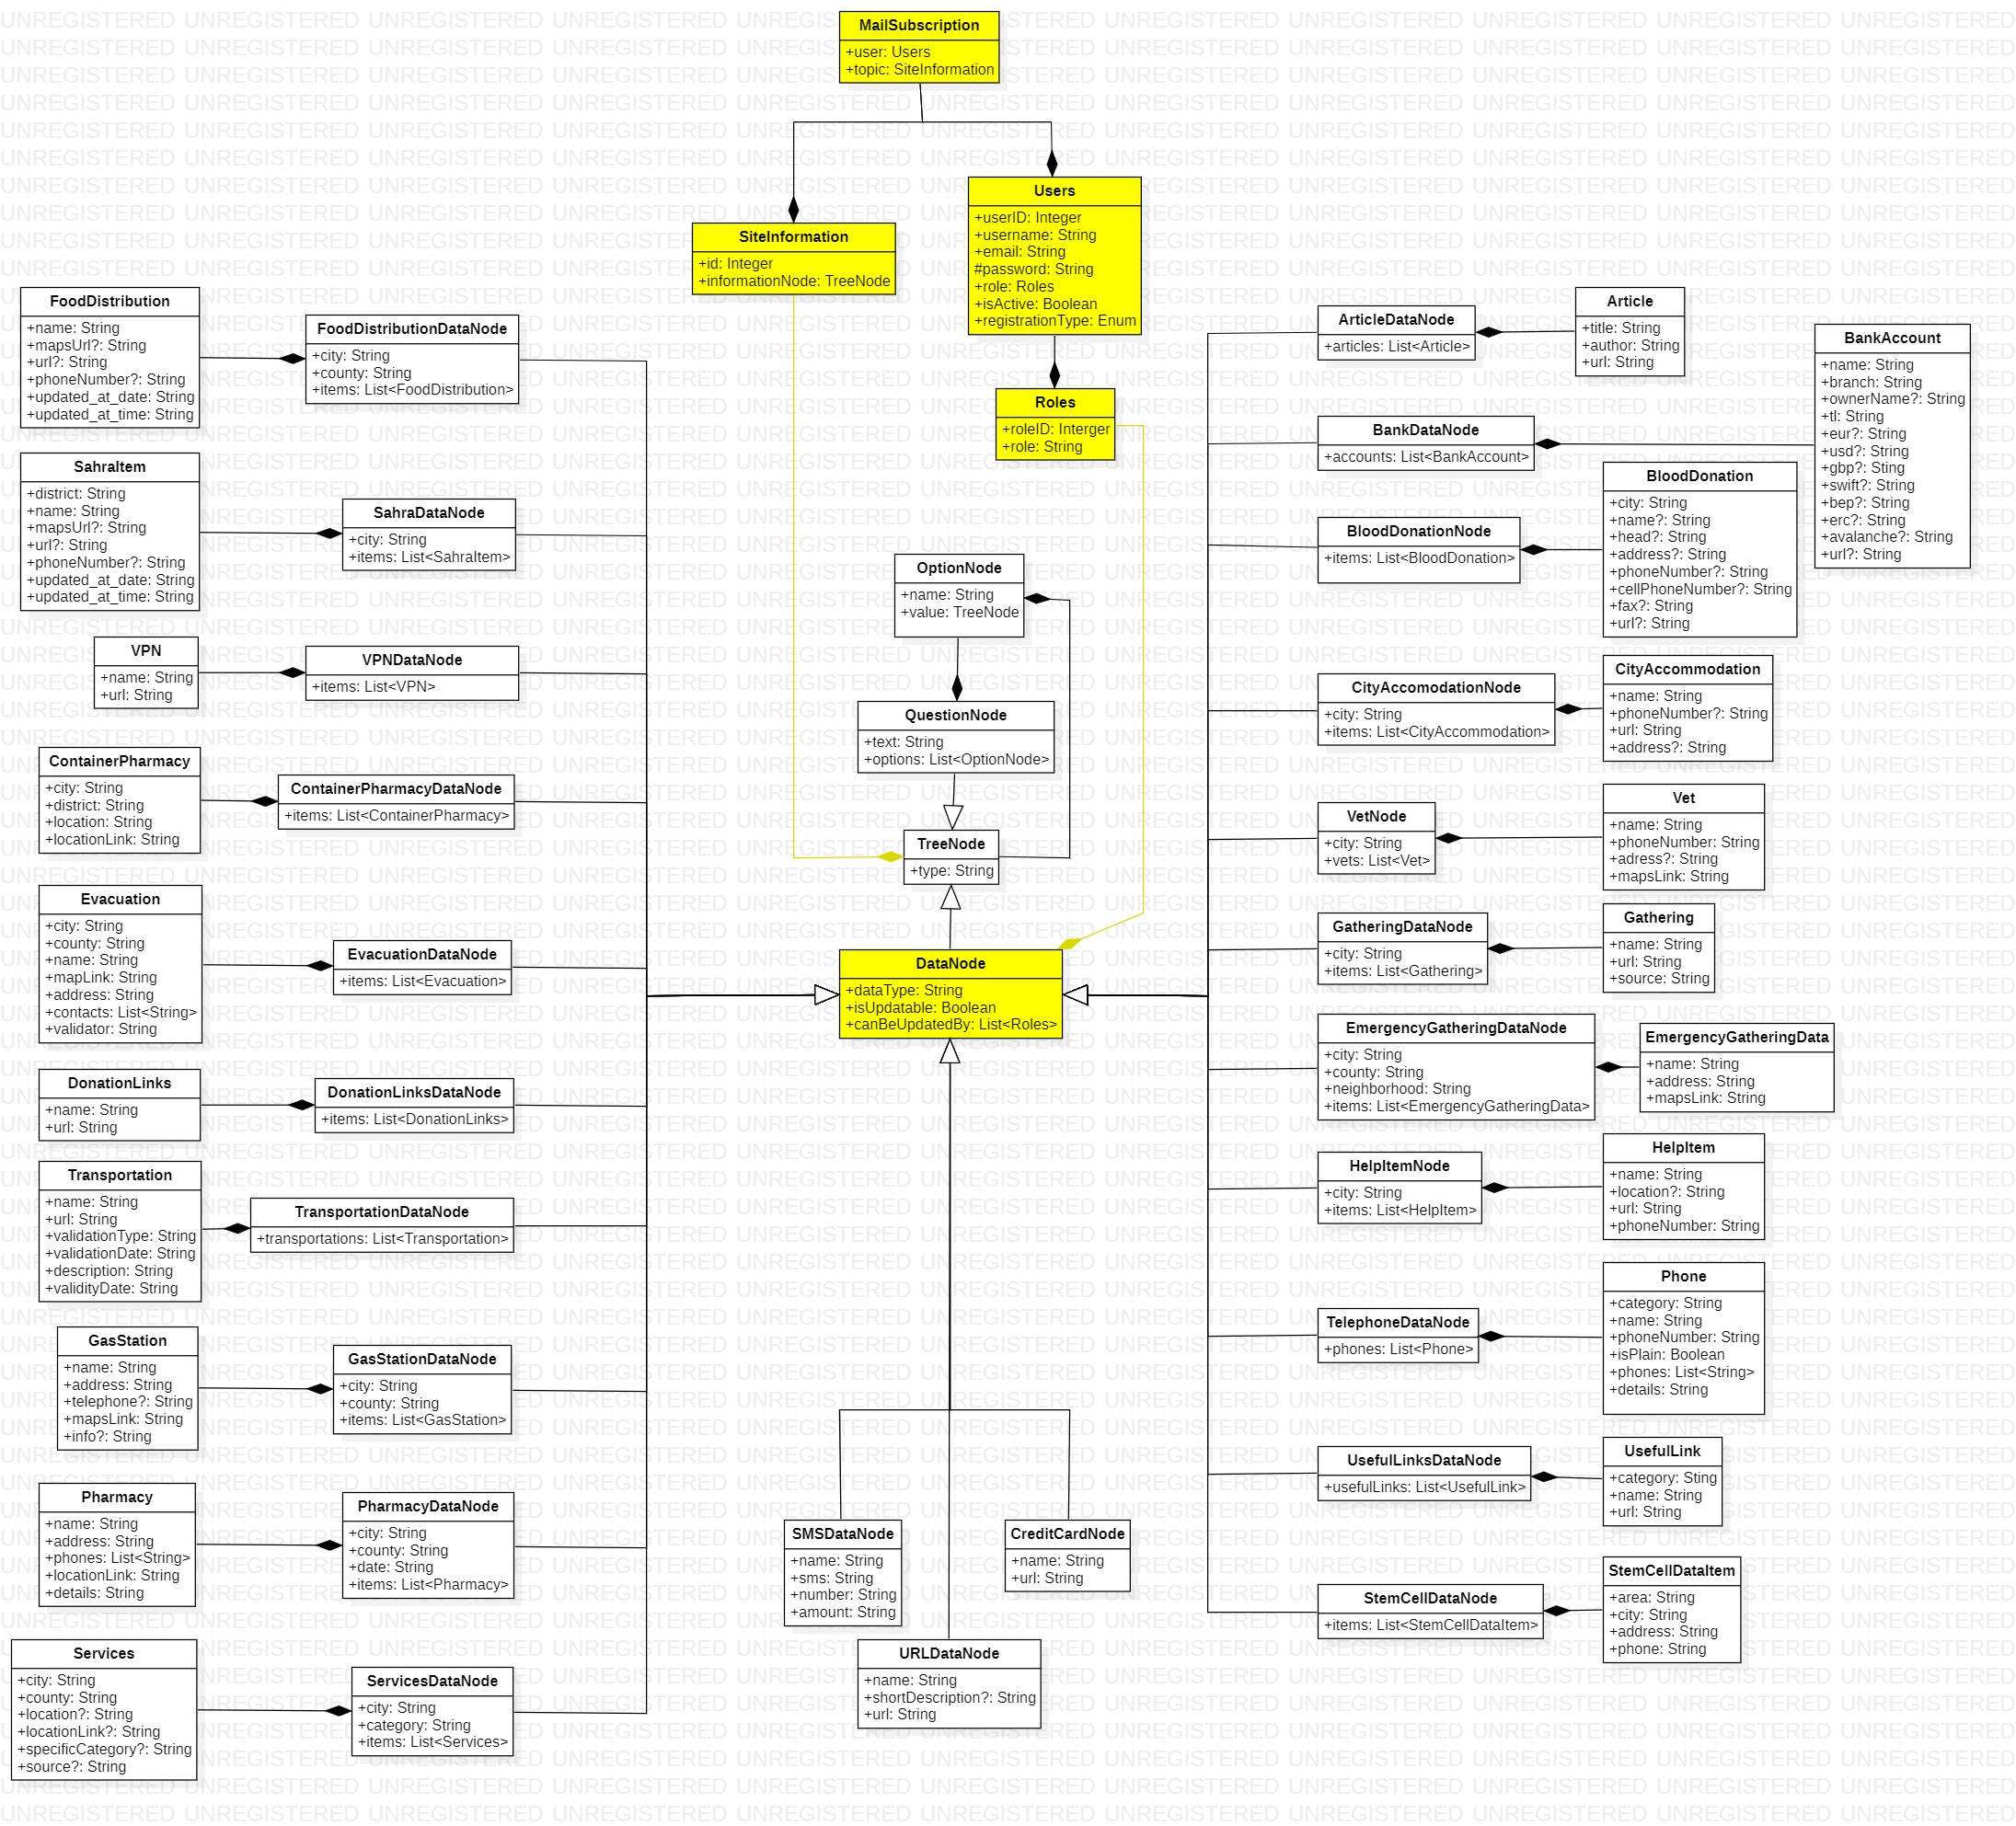 MailSubscription
+user: Users
+topic: SiteInformation
Users
+userID: Integer
+username: String
+email: String
#password: String
+role: Roles
+isActive: Boolean
+registrationType: Enum
SiteInformation
+id: Integer
+informationNode: TreeNode
Roles
+roleID: Interger
+role: String
OptionNode
+name: String
+value: TreeNode
QuestionNode
+text: String
+options: List<OptionNode>
TreeNode
+type: String
DataNode
+dataType: String
+isUpdatable: Boolean
+canBeUpdatedBy: List<Roles>
SMSDataNode
+name: String
+sms: String
+number: String
+amount: String
CreditCardNode
+name: String
+url: String
URLDataNode
+name: String
+shortDescription?: String
+url: String
FoodDistribution
+name: String
+mapsUrl?: String
+url?: String
+phoneNumber?: String
+updated_at_date: String
+updated_at_time: String
FoodDistributionDataNode
+city: String
+county: String
+items: List<FoodDistribution>
SahraItem
+district: String
+name: String
+mapsUrl?: String
+url?: String
+phoneNumber?: String
+updated_at_date: String
+updated_at_time: String
SahraDataNode
+city: String
+items: List<SahraItem>
VPN
+name: String
+url: String
VPNDataNode
+items: List<VPN>
ContainerPharmacy
+city: String
+district: String
+location: String
+locationLink: String
ContainerPharmacyDataNode
+items: List<ContainerPharmacy>
Evacuation
+city: String
+county: String
+name: String
+mapLink: String
+address: String
+contacts: List<String>
+validator: String
EvacuationDataNode
+items: List<Evacuation>
DonationLinks
+name: String
+url: String
DonationLinksDataNode
+items: List<DonationLinks>
Transportation
+name: String
+url: String
+validationType: String
+validationDate: String
+description: String
+validityDate: String
TransportationDataNode
+transportations: List<Transportation>
GasStation
+name: String
+address: String
+telephone?: String
+mapsLink: String
+info?: String
GasStationDataNode
+city: String
+county: String
+items: List<GasStation>
Pharmacy
+name: String
+address: String
+phones: List<String>
+locationLink: String
+details: String
PharmacyDataNode
+city: String
+county: String
+date: String
+items: List<Pharmacy>
Services
+city: String
+county: String
+location?: String
+locationLink?: String
+specificCategory?: String
+source?: String
ServicesDataNode
+city: String
+category: String
+items: List<Services>
ArticleDataNode
+articles: List<Article>
Article
+title: String
+author: String
+url: String
BankDataNode
+accounts: List<BankAccount>
BankAccount
+name: String
+branch: String
+ownerName?: String
+tl: String
+eur?: String
+usd?: String
+gbp?: Sting
+swift?: String
+bep?: String
+erc?: String
+avalanche?: String
+url?: String
BloodDonationNode
+items: List<BloodDonation>
BloodDonation
+city: String
+name?: String
+head?: String
+address?: String
+phoneNumber?: String
+cellPhoneNumber?: String
+fax?: String
+url?: String
CityAccomodationNode
+city: String
+items: List<CityAccommodation>
CityAccommodation
+name: String
+phoneNumber?: String
+url: String
+address?: String
VetNode
+city: String
+vets: List<Vet>
Vet
+name: String
+phoneNumber: String
+adress?: String
+mapsLink: String
GatheringDataNode
+city: String
+items: List<Gathering>
Gathering
+name: String
+url: String
+source: String
EmergencyGatheringDataNode
+city: String
+county: String
+neighborhood: String
+items: List<EmergencyGatheringData>
EmergencyGatheringData
+name: String
+address: String
+mapsLink: String
HelpItemNode
+city: String
+items: List<HelpItem>
HelpItem
+name: String
+location?: String
+url: String
+phoneNumber: String
TelephoneDataNode
+phones: List<Phone>
Phone
+category: String
+name: String
+phoneNumber: String
+isPlain: Boolean
+phones: List<String>
+details: String
UsefulLinksDataNode
+usefulLinks: List<UsefulLink>
UsefulLink
+category: Sting
+name: String
+url: String
StemCellDataNode
+items: List<StemCellDataItem>
StemCellDataItem
+area: String
+city: String
+address: String
+phone: String